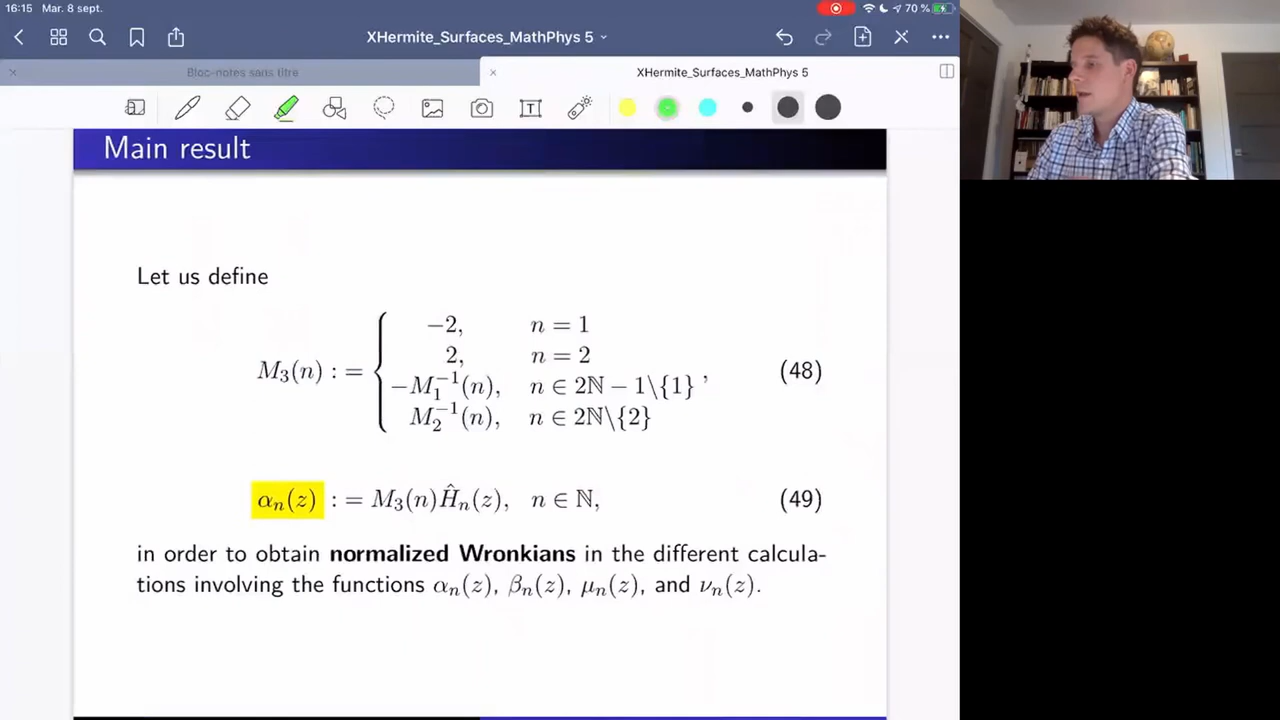 16:15 Mar. 8 sept. 70 %
XHermite_Surfaces_MathPhys 5
Bloc-notes sans titre
XHermite_Surfaces_MathPhys 5
Main result
Let us define
−2, n = 1
2, n = 2
M₃(n) : = { −M₁⁻¹(n), n ∈ 2ℕ − 1\{1} , (48)
M₂⁻¹(n), n ∈ 2ℕ\{2}
αₙ(z) : = M₃(n)Ĥₙ(z), n ∈ ℕ, (49)
in order to obtain normalized Wronkians in the different calcula-
tions involving the functions αₙ(z), βₙ(z), μₙ(z), and νₙ(z).